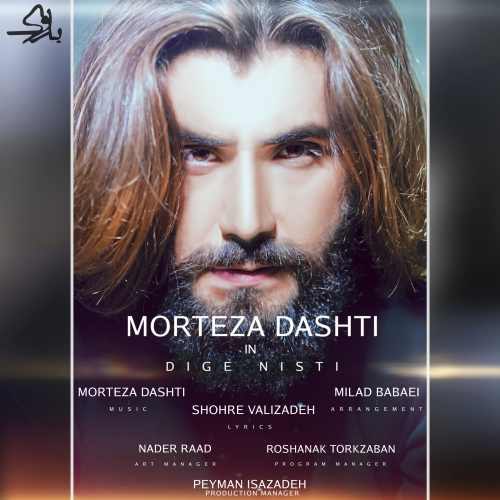 MORTEZA DASHTI
IN
DIGE NISTI
MORTEZA DASHTI
MUSIC
MILAD BABAEI
ARRANGEMENT
SHOHRE VALIZADEH
LYRICS
NADER RAAD
ART MANAGER
ROSHANAK TORKZABAN
PROGRAM MANAGER
PEYMAN ISAZADEH
PRODUCTION MANAGER